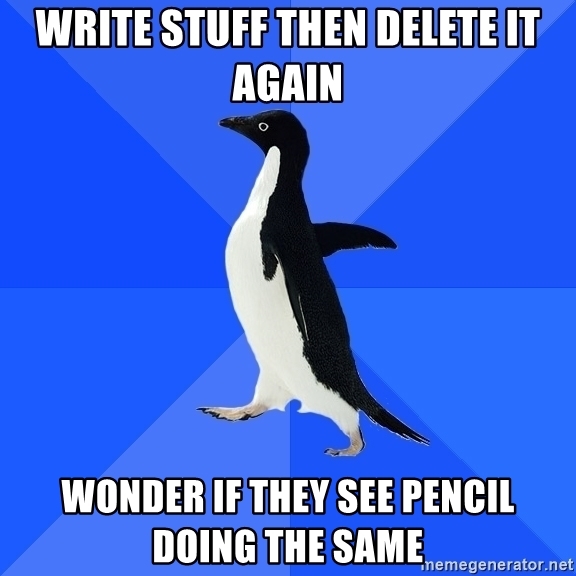 WRITE STUFF THEN DELETE IT
AGAIN
WONDER IF THEY SEE PENCIL
DOING THE SAME
memegenerator.net